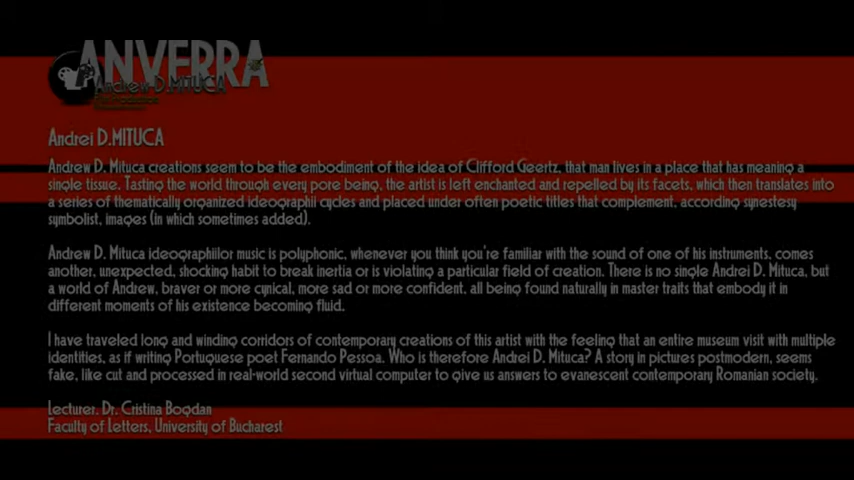 ANVERRA
Andrew D.MITUCA
Andrei D.MITUCA
Andrew D. Mituca creations seem to be the embodiment of the idea of Clifford Geertz, that man lives in a place that has meaning a
single tissue. Tasting the world through every pore being, the artist is left enchanted and repelled by its facets, which then translates into
a series of thematically organized ideographii cycles and placed under often poetic titles that complement, according synestesy
symbolist, images (in which sometimes added).
Andrew D. Mituca ideographiilor music is polyphonic, whenever you think you're familiar with the sound of one of his instruments, comes
another, unexpected, shocking habit to break inertia or is violating a particular field of creation. There is no single Andrei D. Mituca, but
a world of Andrew, braver or more cynical, more sad or more confident, all being found naturally in master traits that embody it in
different moments of his existence becoming fluid.
I have traveled long and winding corridors of contemporary creations of this artist with the feeling that an entire museum visit with multiple
identities, as if writing Portuguese poet Fernando Pessoa. Who is therefore Andrei D. Mituca? A story in pictures postmodern, seems
fake, like cut and processed in real-world second virtual computer to give us answers to evanescent contemporary Romanian society.
Lecturer. Dr. Cristina Bogdan
Faculty of Letters, University of Bucharest